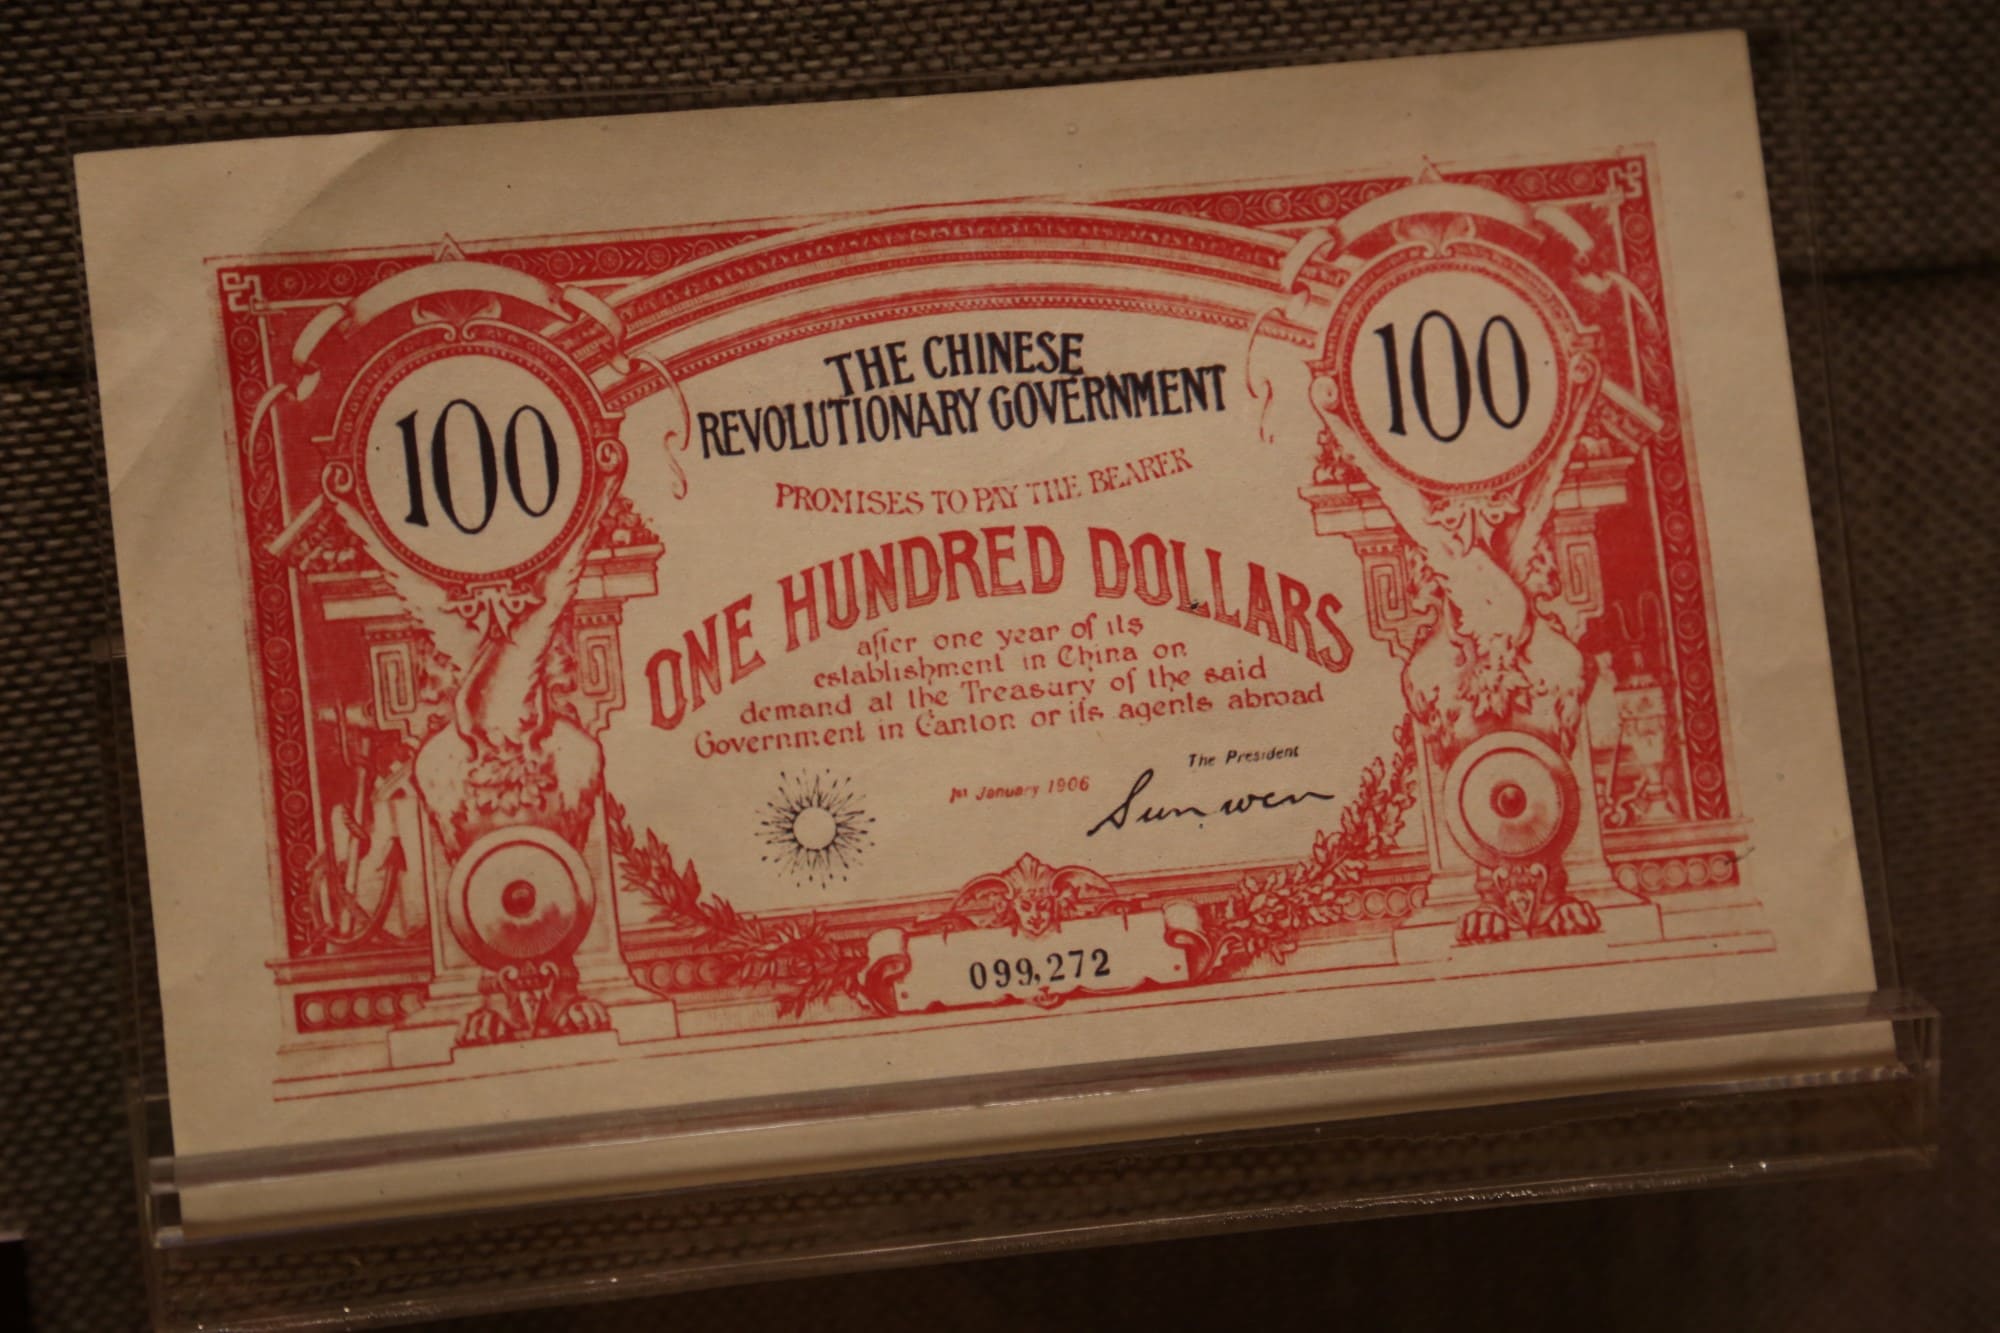 100
100
THE CHINESE
REVOLUTIONARY GOVERNMENT
PROMISES TO PAY THE BEARER
ONE HUNDRED DOLLARS
after one year of its
establishment in China on
demand at the Treasury of the said
Government in Canton or its agents abroad
The President
1st January 1906
Sun wen
099,272